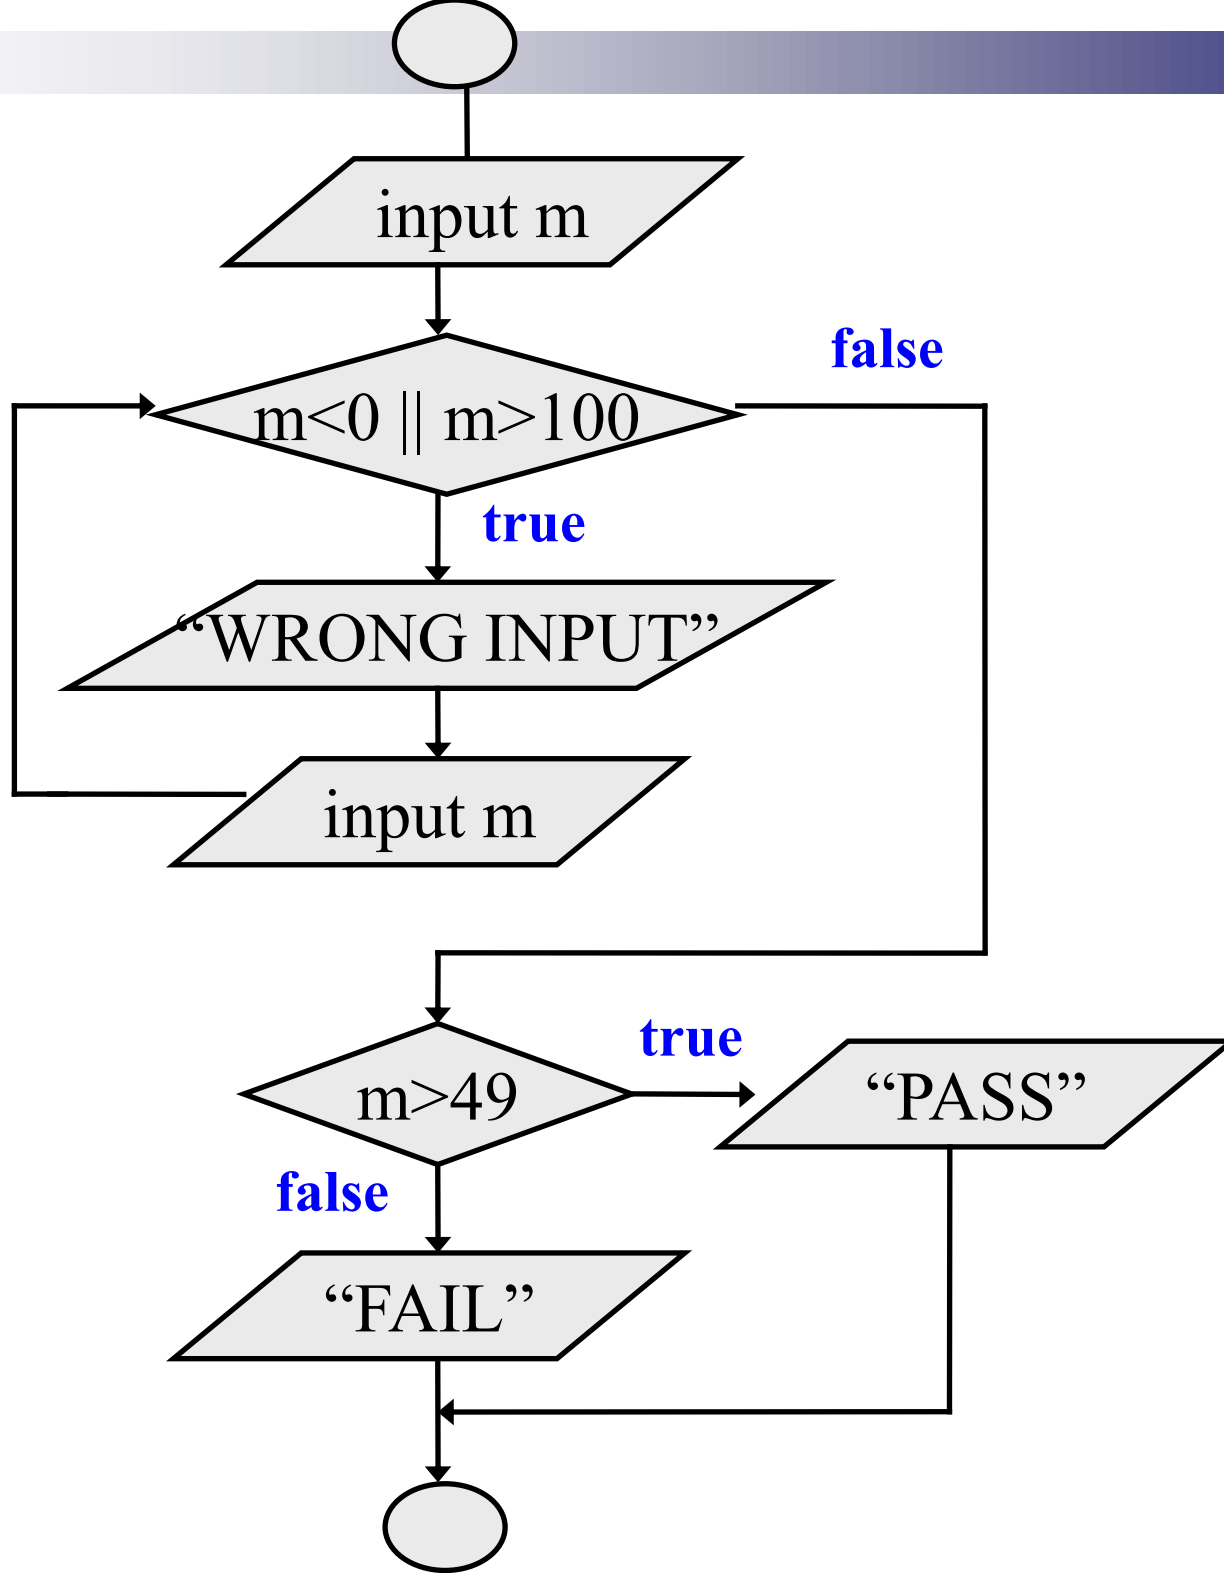 input m
false
m<0 || m>100
true
“WRONG INPUT”
input m
true
m>49
“PASS”
false
“FAIL”